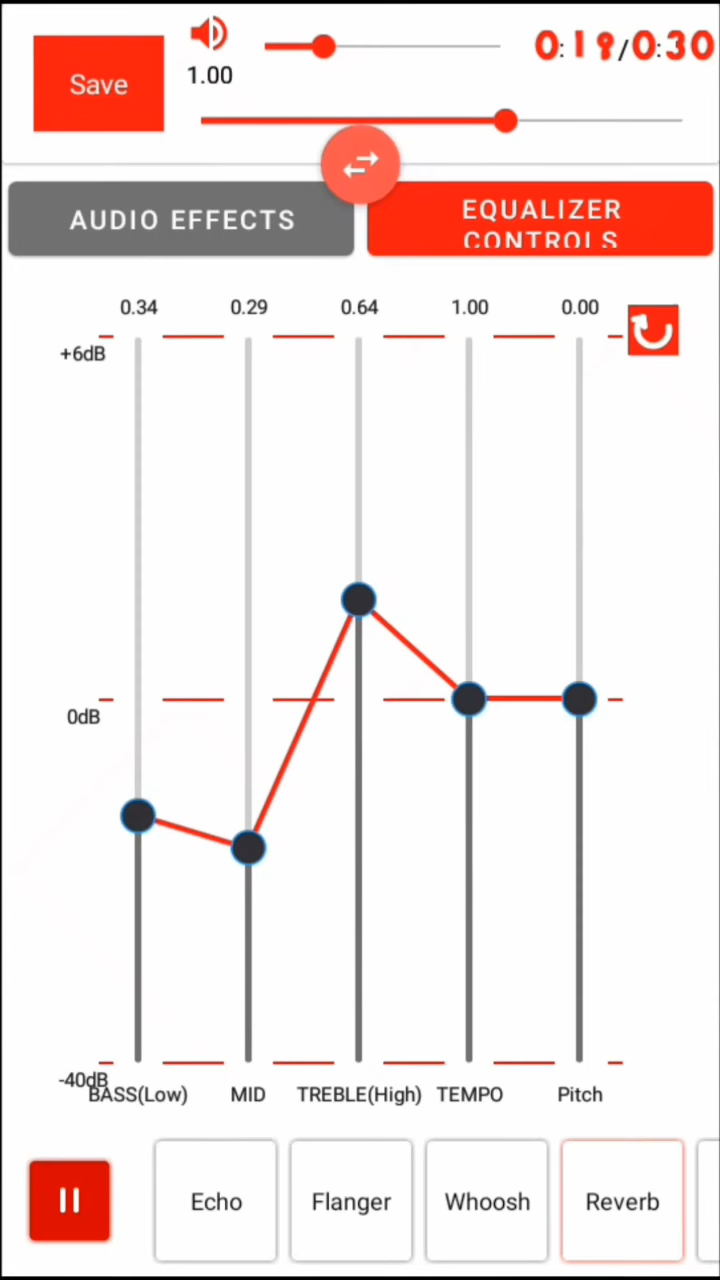 Save
1.00
0:19/0:30
AUDIO EFFECTS
EQUALIZER
CONTROLS
0.34 0.29 0.64 1.00 0.00
+6dB
0dB
-40dB
BASS(Low) MID TREBLE(High) TEMPO Pitch
Echo Flanger Whoosh Reverb